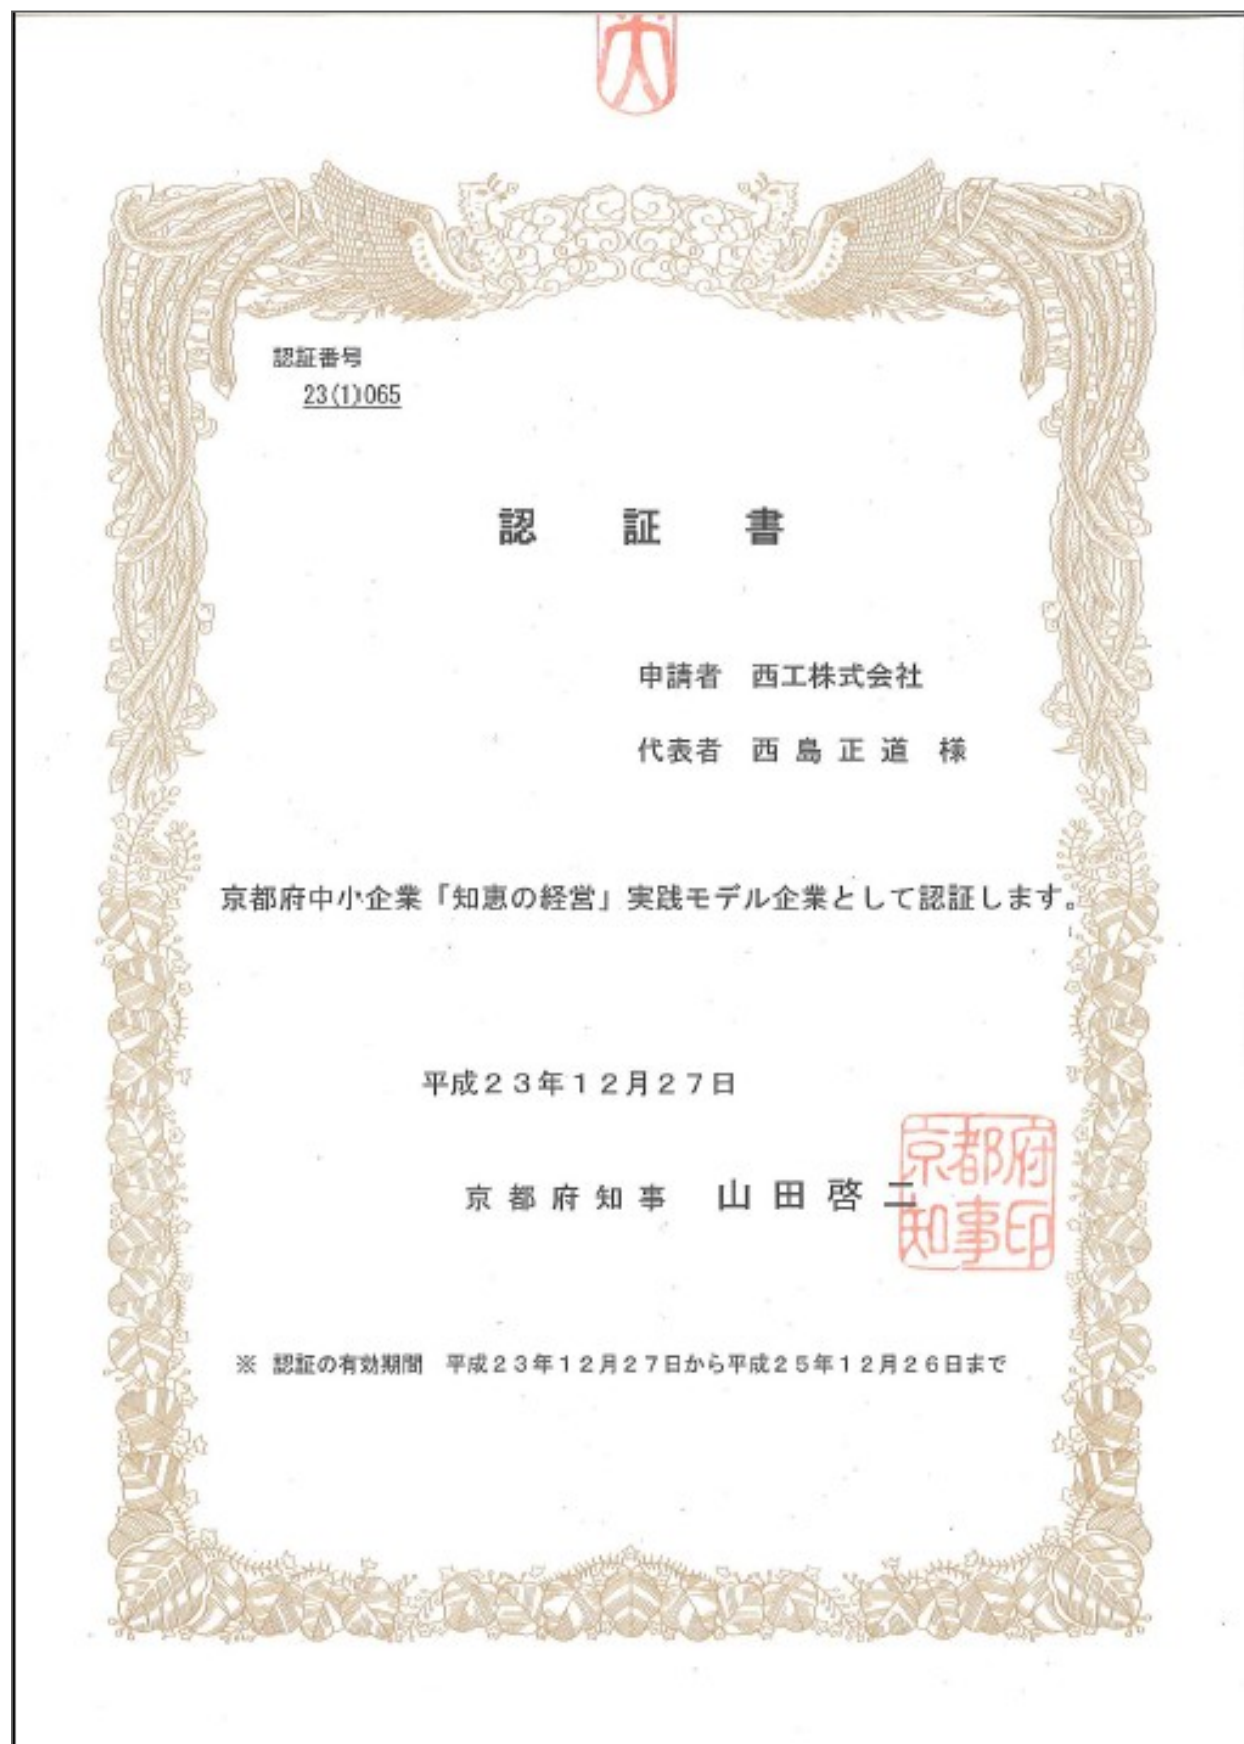 認証番号
23(1)065
認証書
申請者 西工株式会社
代表者 西島正道 様
京都府中小企業「知恵の経営」実践モデル企業として認証します。
平成23年12月27日
京都府知事 山田啓二
京都府
知事印
※ 認証の有効期間 平成23年12月27日から平成25年12月26日まで